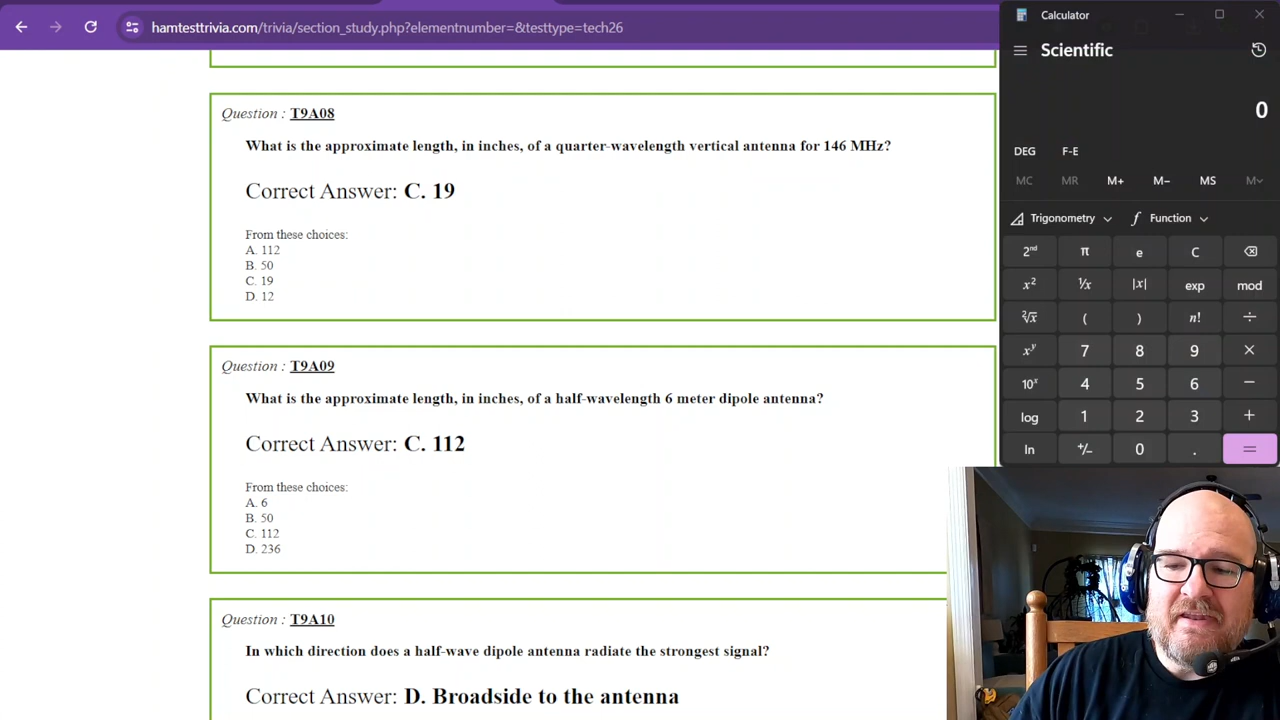 hamtesttrivia.com/trivia/section_study.php?elementnumber=&testtype=tech26
Question : T9A08
What is the approximate length, in inches, of a quarter-wavelength vertical antenna for 146 MHz?
Correct Answer: C. 19
From these choices:
A. 112
B. 50
C. 19
D. 12
Question : T9A09
What is the approximate length, in inches, of a half-wavelength 6 meter dipole antenna?
Correct Answer: C. 112
From these choices:
A. 6
B. 50
C. 112
D. 236
Question : T9A10
In which direction does a half-wave dipole antenna radiate the strongest signal?
Correct Answer: D. Broadside to the antenna
Calculator
Scientific
0
DEG F-E
MC MR M+ M− MS M
Trigonometry f Function
2nd π e C
x² ¹/x |x| exp mod
²√x ( ) n! ÷
xʸ 7 8 9 ×
10ˣ 4 5 6 −
log 1 2 3 +
ln +/− 0 . =